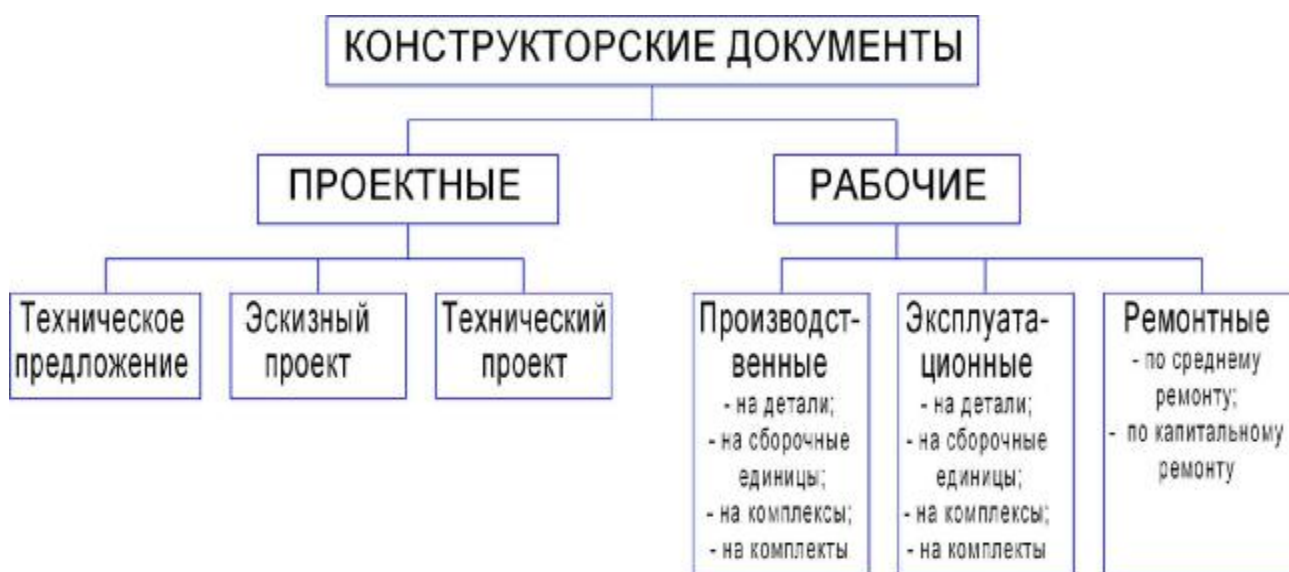 КОНСТРУКТОРСКИЕ ДОКУМЕНТЫ
ПРОЕКТНЫЕ
РАБОЧИЕ
Техническое
предложение
Эскизный
проект
Технический
проект
Производст-
венные
- на детали;
- на сборочные
единицы;
- на комплексы;
- на комплекты
Эксплуата-
ционные
- на детали;
- на сборочные
единицы;
- на комплексы;
- на комплекты
Ремонтные
- по среднему
ремонту;
- по капитальному
ремонту